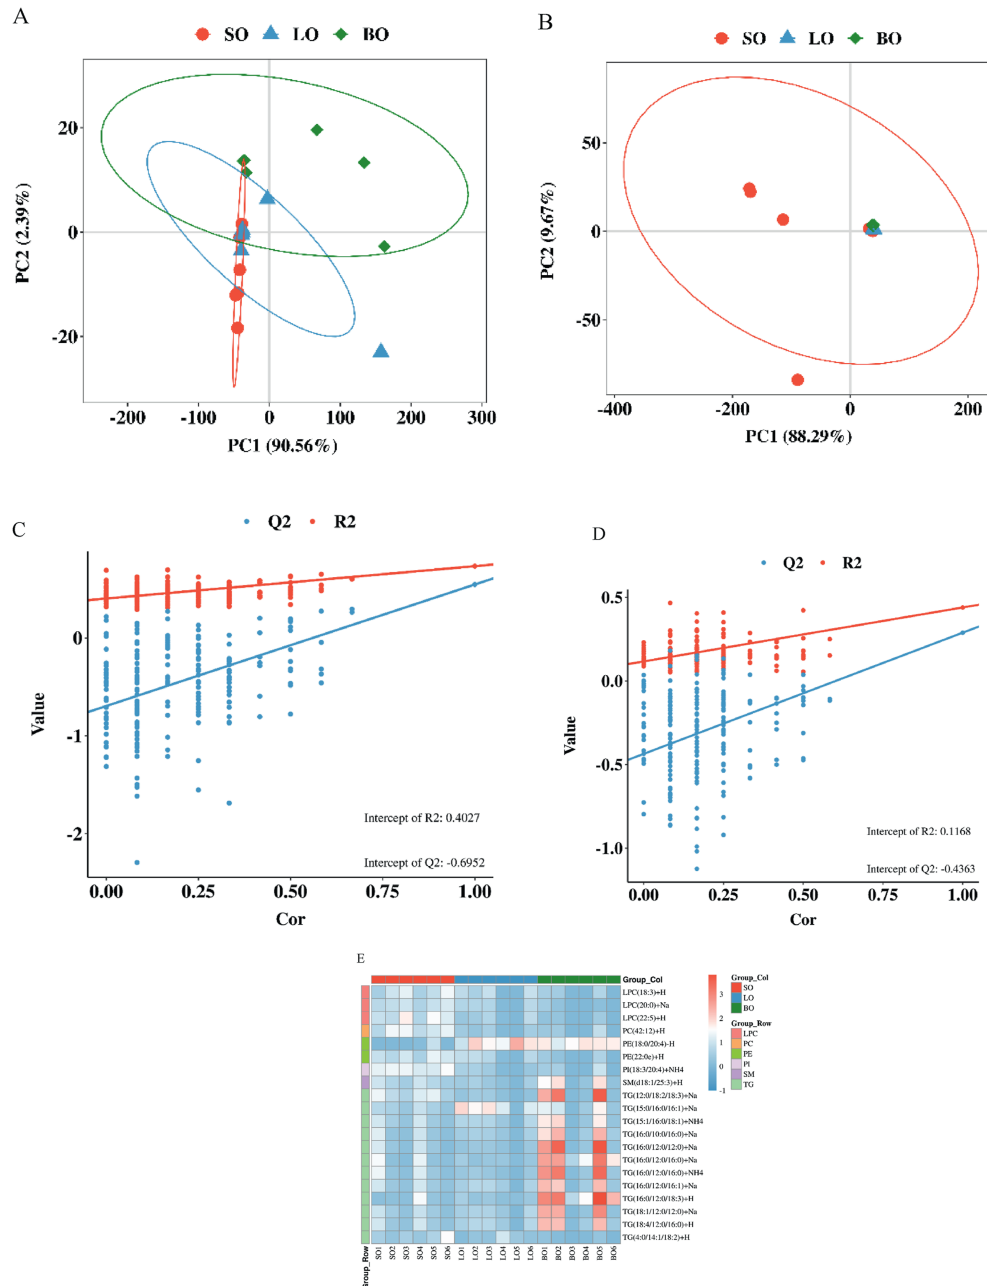 A
SO LO BO
20
0
-20
PC2 (2.39%)
-200 -100 0 100 200 300
PC1 (90.56%)
B
SO LO BO
50
0
-50
PC2 (9.67%)
-400 -200 0 200
PC1 (88.29%)
C
Q2 R2
0
-1
-2
Value
Intercept of R2: 0.4027
Intercept of Q2: -0.6952
0.00 0.25 0.50 0.75 1.00
Cor
D
Q2 R2
0.5
0.0
-0.5
-1.0
Value
Intercept of R2: 0.1168
Intercept of Q2: -0.4363
0.00 0.25 0.50 0.75 1.00
Cor
E
Group_Col
LPC(18:3)+H
LPC(20:0)+Na
LPC(22:5)+H
PC(42:12)+H
PE(18:0/20:4)-H
PE(22:0e)+H
PI(18:3/20:4)+NH4
SM(d18:1/25:3)+H
TG(12:0/18:2/18:3)+Na
TG(15:0/16:0/16:1)+Na
TG(15:1/16:0/18:1)+NH4
TG(16:0/10:0/16:0)+Na
TG(16:0/12:0/12:0)+Na
TG(16:0/12:0/16:0)+Na
TG(16:0/12:0/16:0)+NH4
TG(16:0/12:0/16:1)+Na
TG(16:0/12:0/18:3)+H
TG(18:1/12:0/12:0)+Na
TG(18:4/12:0/16:0)+H
TG(4:0/14:1/18:2)+H
Group_Row
SO1 SO2 SO3 SO4 SO5 SO6 LO1 LO2 LO3 LO4 LO5 LO6 BO1 BO2 BO3 BO4 BO5 BO6
3
2
1
0
-1
Group_Col
SO
LO
BO
Group_Row
LPC
PC
PE
PI
SM
TG